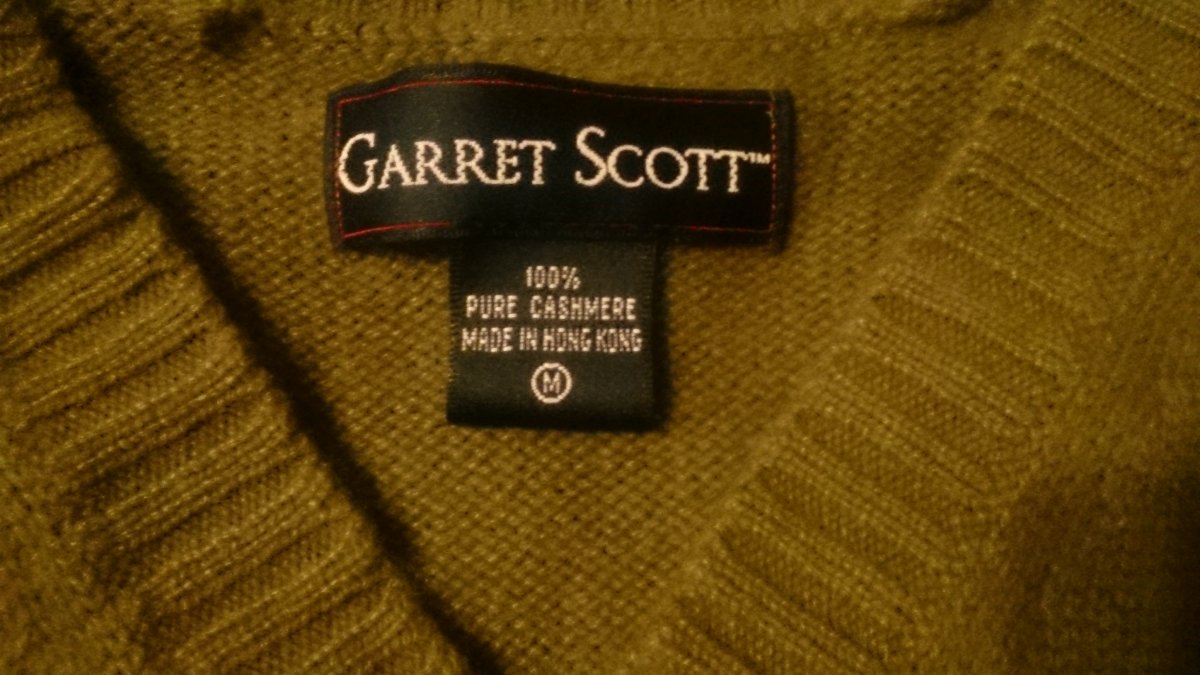 GARRET SCOTT™
100%
PURE CASHMERE
MADE IN HONG KONG
M